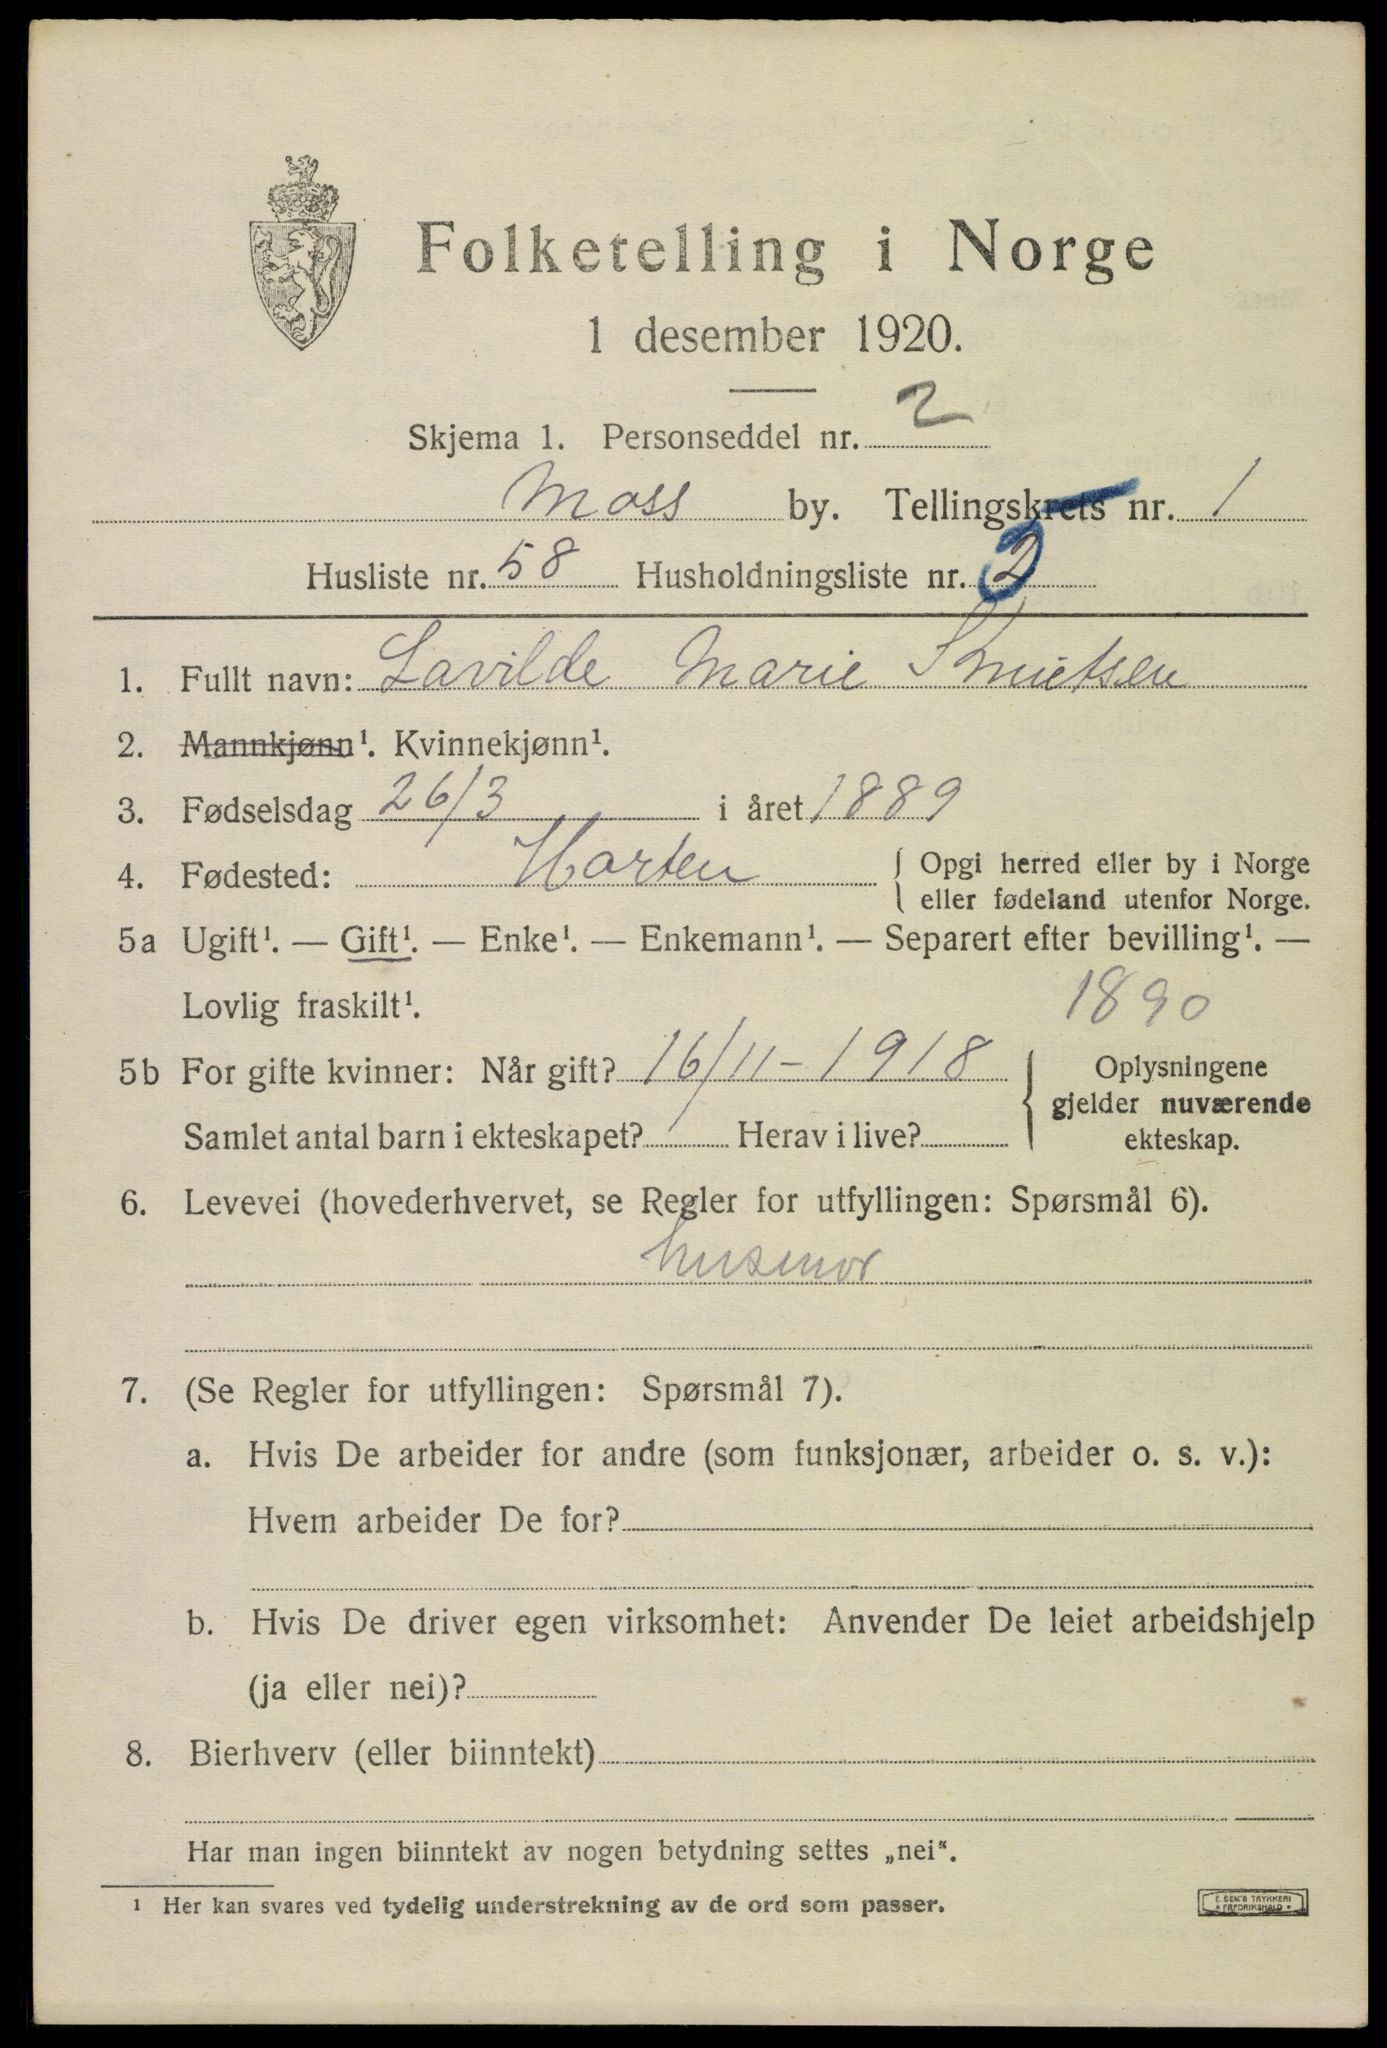 Folketelling i Norge
1 desember 1920.
Skjema 1. Personseddel nr. 2
Moss by. Tellingskrets nr. 1
Husliste nr. 58 Husholdningsliste nr. 2
1. Fullt navn: Lavilde Marie Knutsen
2. Mannkjønn¹. Kvinnekjønn¹.
3. Fødselsdag 26/3 i året 1889
4. Fødested: Horten { Opgi herred eller by i Norge
eller fødeland utenfor Norge.
5a Ugift¹. — Gift¹. — Enke¹. — Enkemann¹. — Separert efter bevilling¹. —
Lovlig fraskilt¹. 1890
5b For gifte kvinner: Når gift? 16/11-1918 { Oplysningene
gjelder nuværende
Samlet antal barn i ekteskapet? Herav i live? ekteskap.
6. Levevei (hovederhvervet, se Regler for utfyllingen: Spørsmål 6).
husmor
7. (Se Regler for utfyllingen: Spørsmål 7).
a. Hvis De arbeider for andre (som funksjonær, arbeider o. s. v.):
Hvem arbeider De for?
b. Hvis De driver egen virksomhet: Anvender De leiet arbeidshjelp
(ja eller nei)?
8. Bierhverv (eller biinntekt)
Har man ingen biinntekt av nogen betydning settes „nei".
¹ Her kan svares ved tydelig understrekning av de ord som passer.
E. SEM'S TRYKKERI
* FREDRIKSHALD *